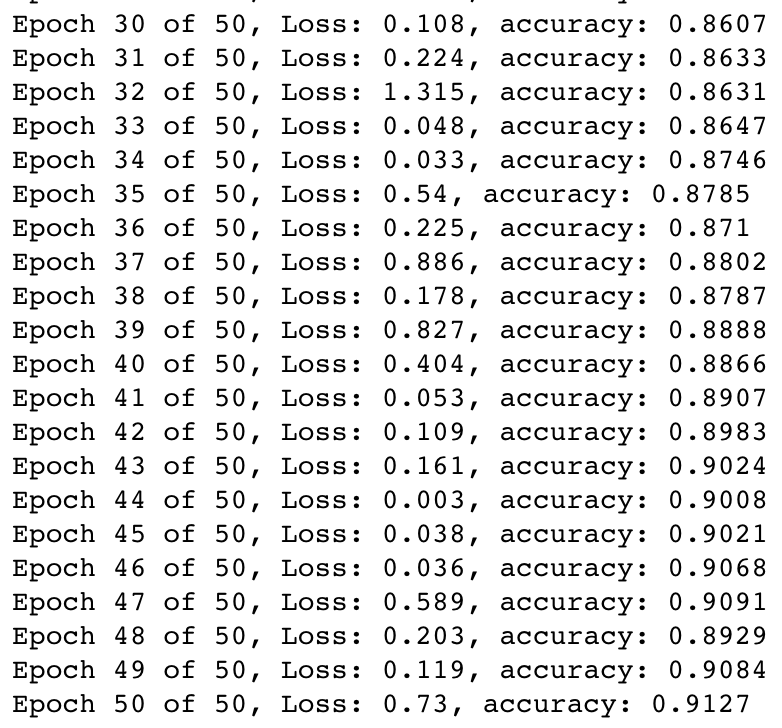 Epoch 30 of 50, Loss: 0.108, accuracy: 0.8607
Epoch 31 of 50, Loss: 0.224, accuracy: 0.8633
Epoch 32 of 50, Loss: 1.315, accuracy: 0.8631
Epoch 33 of 50, Loss: 0.048, accuracy: 0.8647
Epoch 34 of 50, Loss: 0.033, accuracy: 0.8746
Epoch 35 of 50, Loss: 0.54, accuracy: 0.8785
Epoch 36 of 50, Loss: 0.225, accuracy: 0.871
Epoch 37 of 50, Loss: 0.886, accuracy: 0.8802
Epoch 38 of 50, Loss: 0.178, accuracy: 0.8787
Epoch 39 of 50, Loss: 0.827, accuracy: 0.8888
Epoch 40 of 50, Loss: 0.404, accuracy: 0.8866
Epoch 41 of 50, Loss: 0.053, accuracy: 0.8907
Epoch 42 of 50, Loss: 0.109, accuracy: 0.8983
Epoch 43 of 50, Loss: 0.161, accuracy: 0.9024
Epoch 44 of 50, Loss: 0.003, accuracy: 0.9008
Epoch 45 of 50, Loss: 0.038, accuracy: 0.9021
Epoch 46 of 50, Loss: 0.036, accuracy: 0.9068
Epoch 47 of 50, Loss: 0.589, accuracy: 0.9091
Epoch 48 of 50, Loss: 0.203, accuracy: 0.8929
Epoch 49 of 50, Loss: 0.119, accuracy: 0.9084
Epoch 50 of 50, Loss: 0.73, accuracy: 0.9127